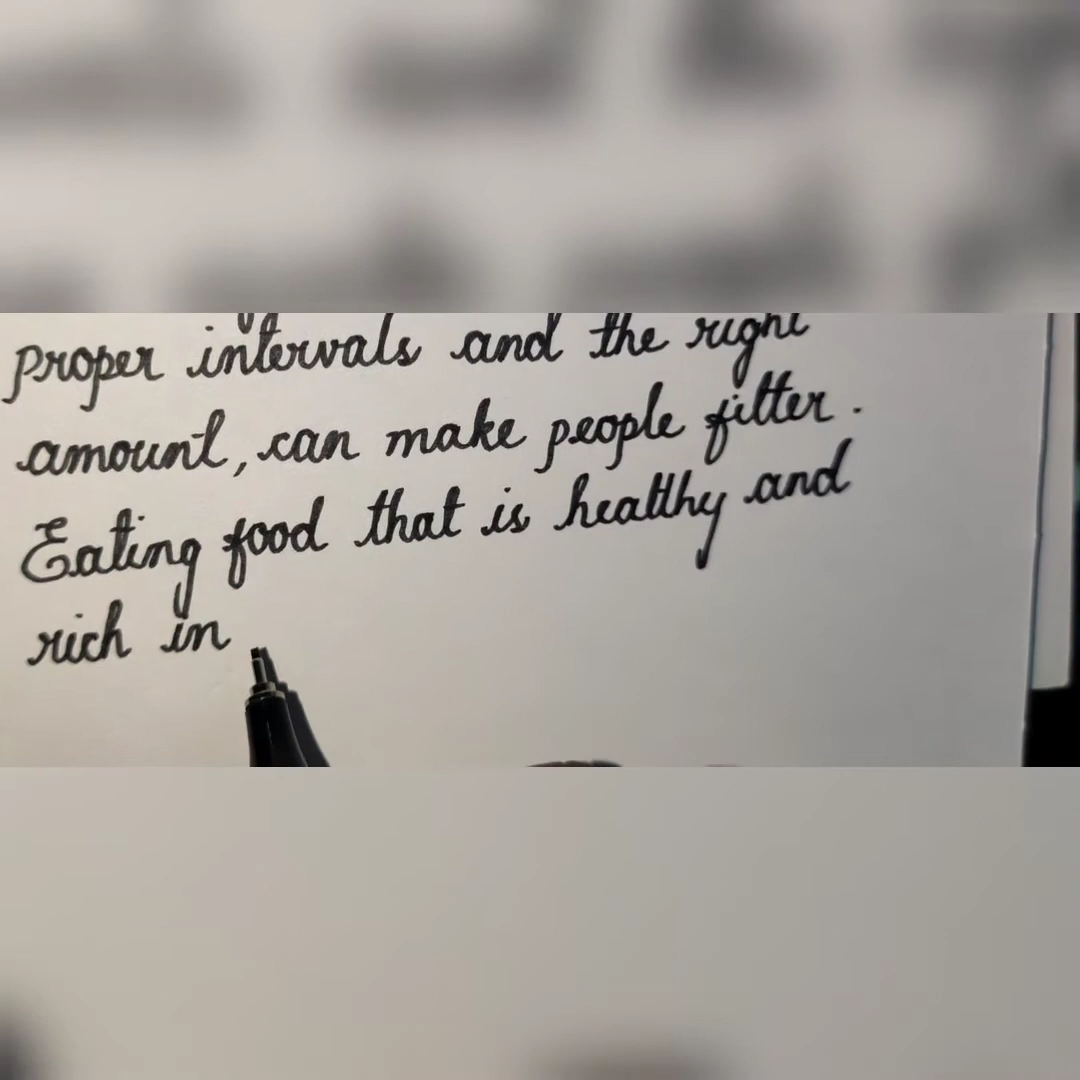 proper intervals and the right
amount, can make people fitter.
Eating food that is healthy and
rich in